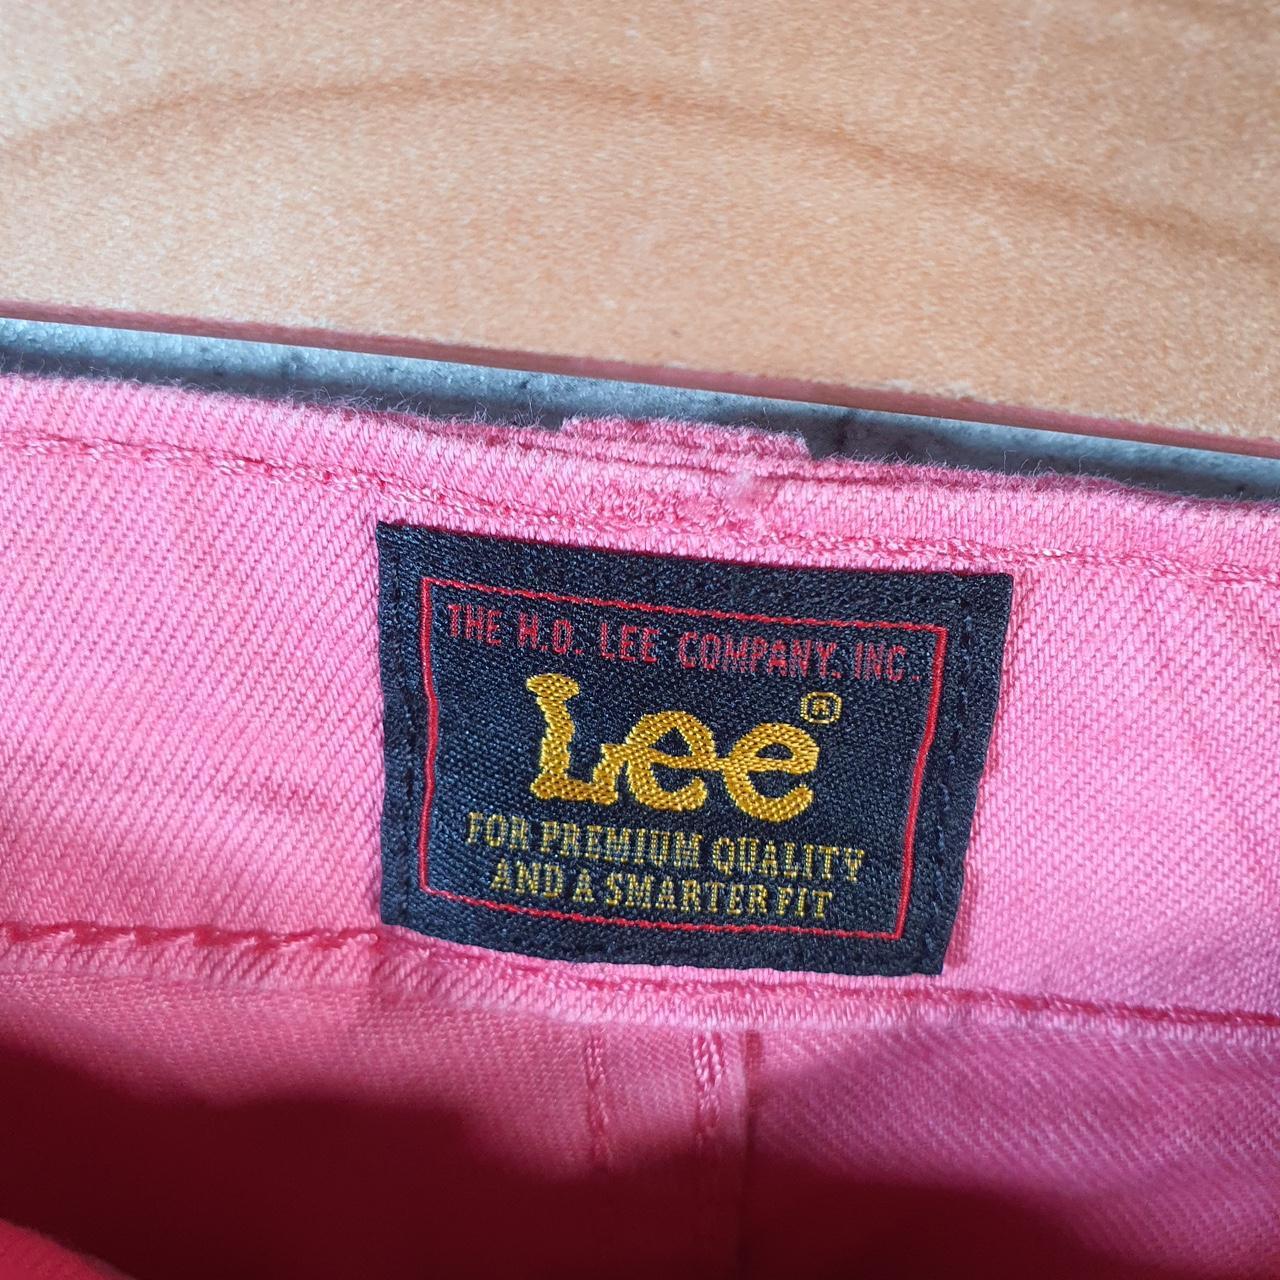 THE H.D. LEE COMPANY, INC.
Lee®
FOR PREMIUM QUALITY
AND A SMARTER FIT